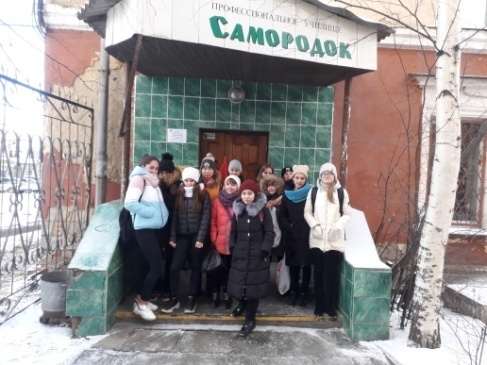 ПРОФЕССИОНАЛЬНОЕ УЧИЛИЩЕ
САМОРОДОК